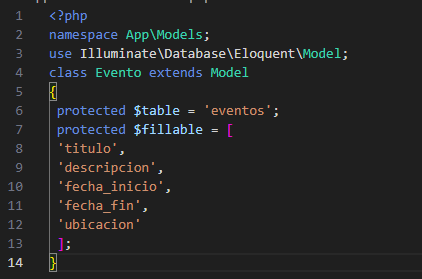 1 <?php
2 namespace App\Models;
3 use Illuminate\Database\Eloquent\Model;
4 class Evento extends Model
5 {
6 protected $table = 'eventos';
7 protected $fillable = [
8 'titulo',
9 'descripcion',
10 'fecha_inicio',
11 'fecha_fin',
12 'ubicacion'
13 ];
14 }